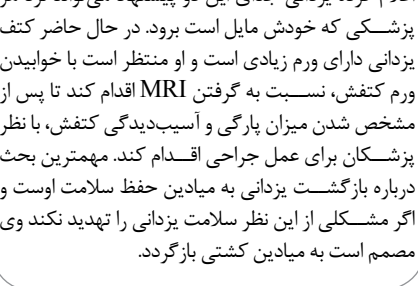 پزشکی که خودش مایل است برود. در حال حاضر کتف
یزدانی دارای ورم زیادی است و او منتظر است با خوابیدن
ورم کتفش، نسبت به گرفتن MRI اقدام کند تا پس از
مشخص شدن میزان پارگی و آسیب‌دیدگی کتفش، با نظر
پزشکان برای عمل جراحی اقدام کند. مهمترین بحث
درباره بازگشت یزدانی به میادین حفظ سلامت اوست و
اگر مشکلی از این نظر سلامت یزدانی را تهدید نکند وی
مصمم است به میادین کشتی بازگردد.